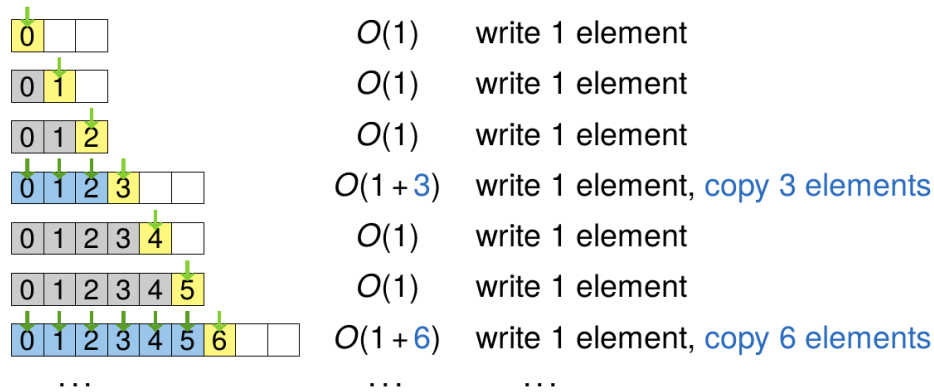 0 O(1) write 1 element
0 1 O(1) write 1 element
0 1 2 O(1) write 1 element
0 1 2 3 O(1 + 3) write 1 element, copy 3 elements
0 1 2 3 4 O(1) write 1 element
0 1 2 3 4 5 O(1) write 1 element
0 1 2 3 4 5 6 O(1 + 6) write 1 element, copy 6 elements
... ... ...